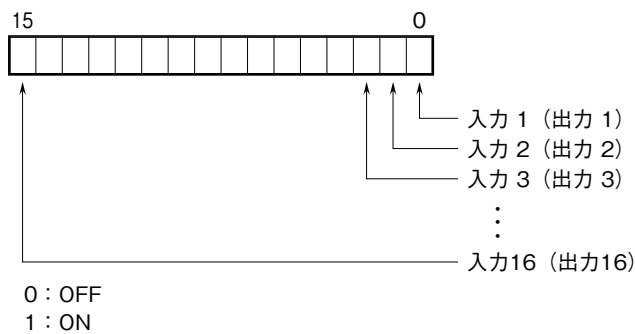 15 0
入力 1（出力 1）
入力 2（出力 2）
入力 3（出力 3）
⋮
入力16（出力16）
0：OFF
1：ON